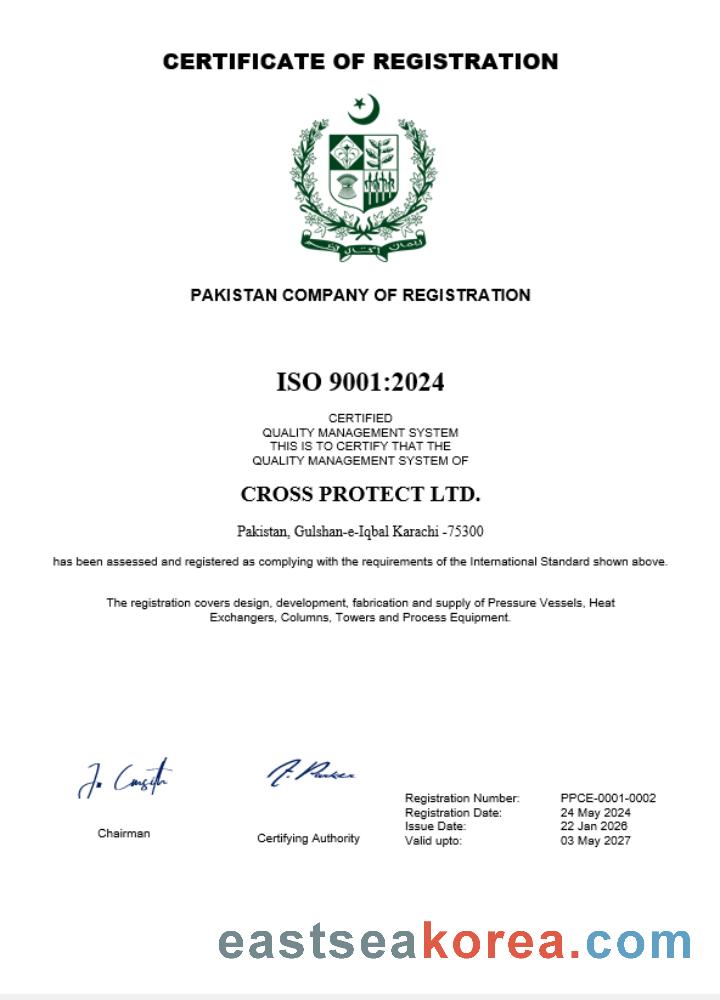 CERTIFICATE OF REGISTRATION
PAKISTAN COMPANY OF REGISTRATION
ISO 9001:2024
CERTIFIED
QUALITY MANAGEMENT SYSTEM
THIS IS TO CERTIFY THAT THE
QUALITY MANAGEMENT SYSTEM OF
CROSS PROTECT LTD.
Pakistan, Gulshan-e-Iqbal Karachi -75300
has been assessed and registered as complying with the requirements of the International Standard shown above.
The registration covers design, development, fabrication and supply of Pressure Vessels, Heat
Exchangers, Columns, Towers and Process Equipment.
Chairman
Certifying Authority
Registration Number: PPCE-0001-0002
Registration Date: 24 May 2024
Issue Date: 22 Jan 2026
Valid upto: 03 May 2027
eastseakorea.com